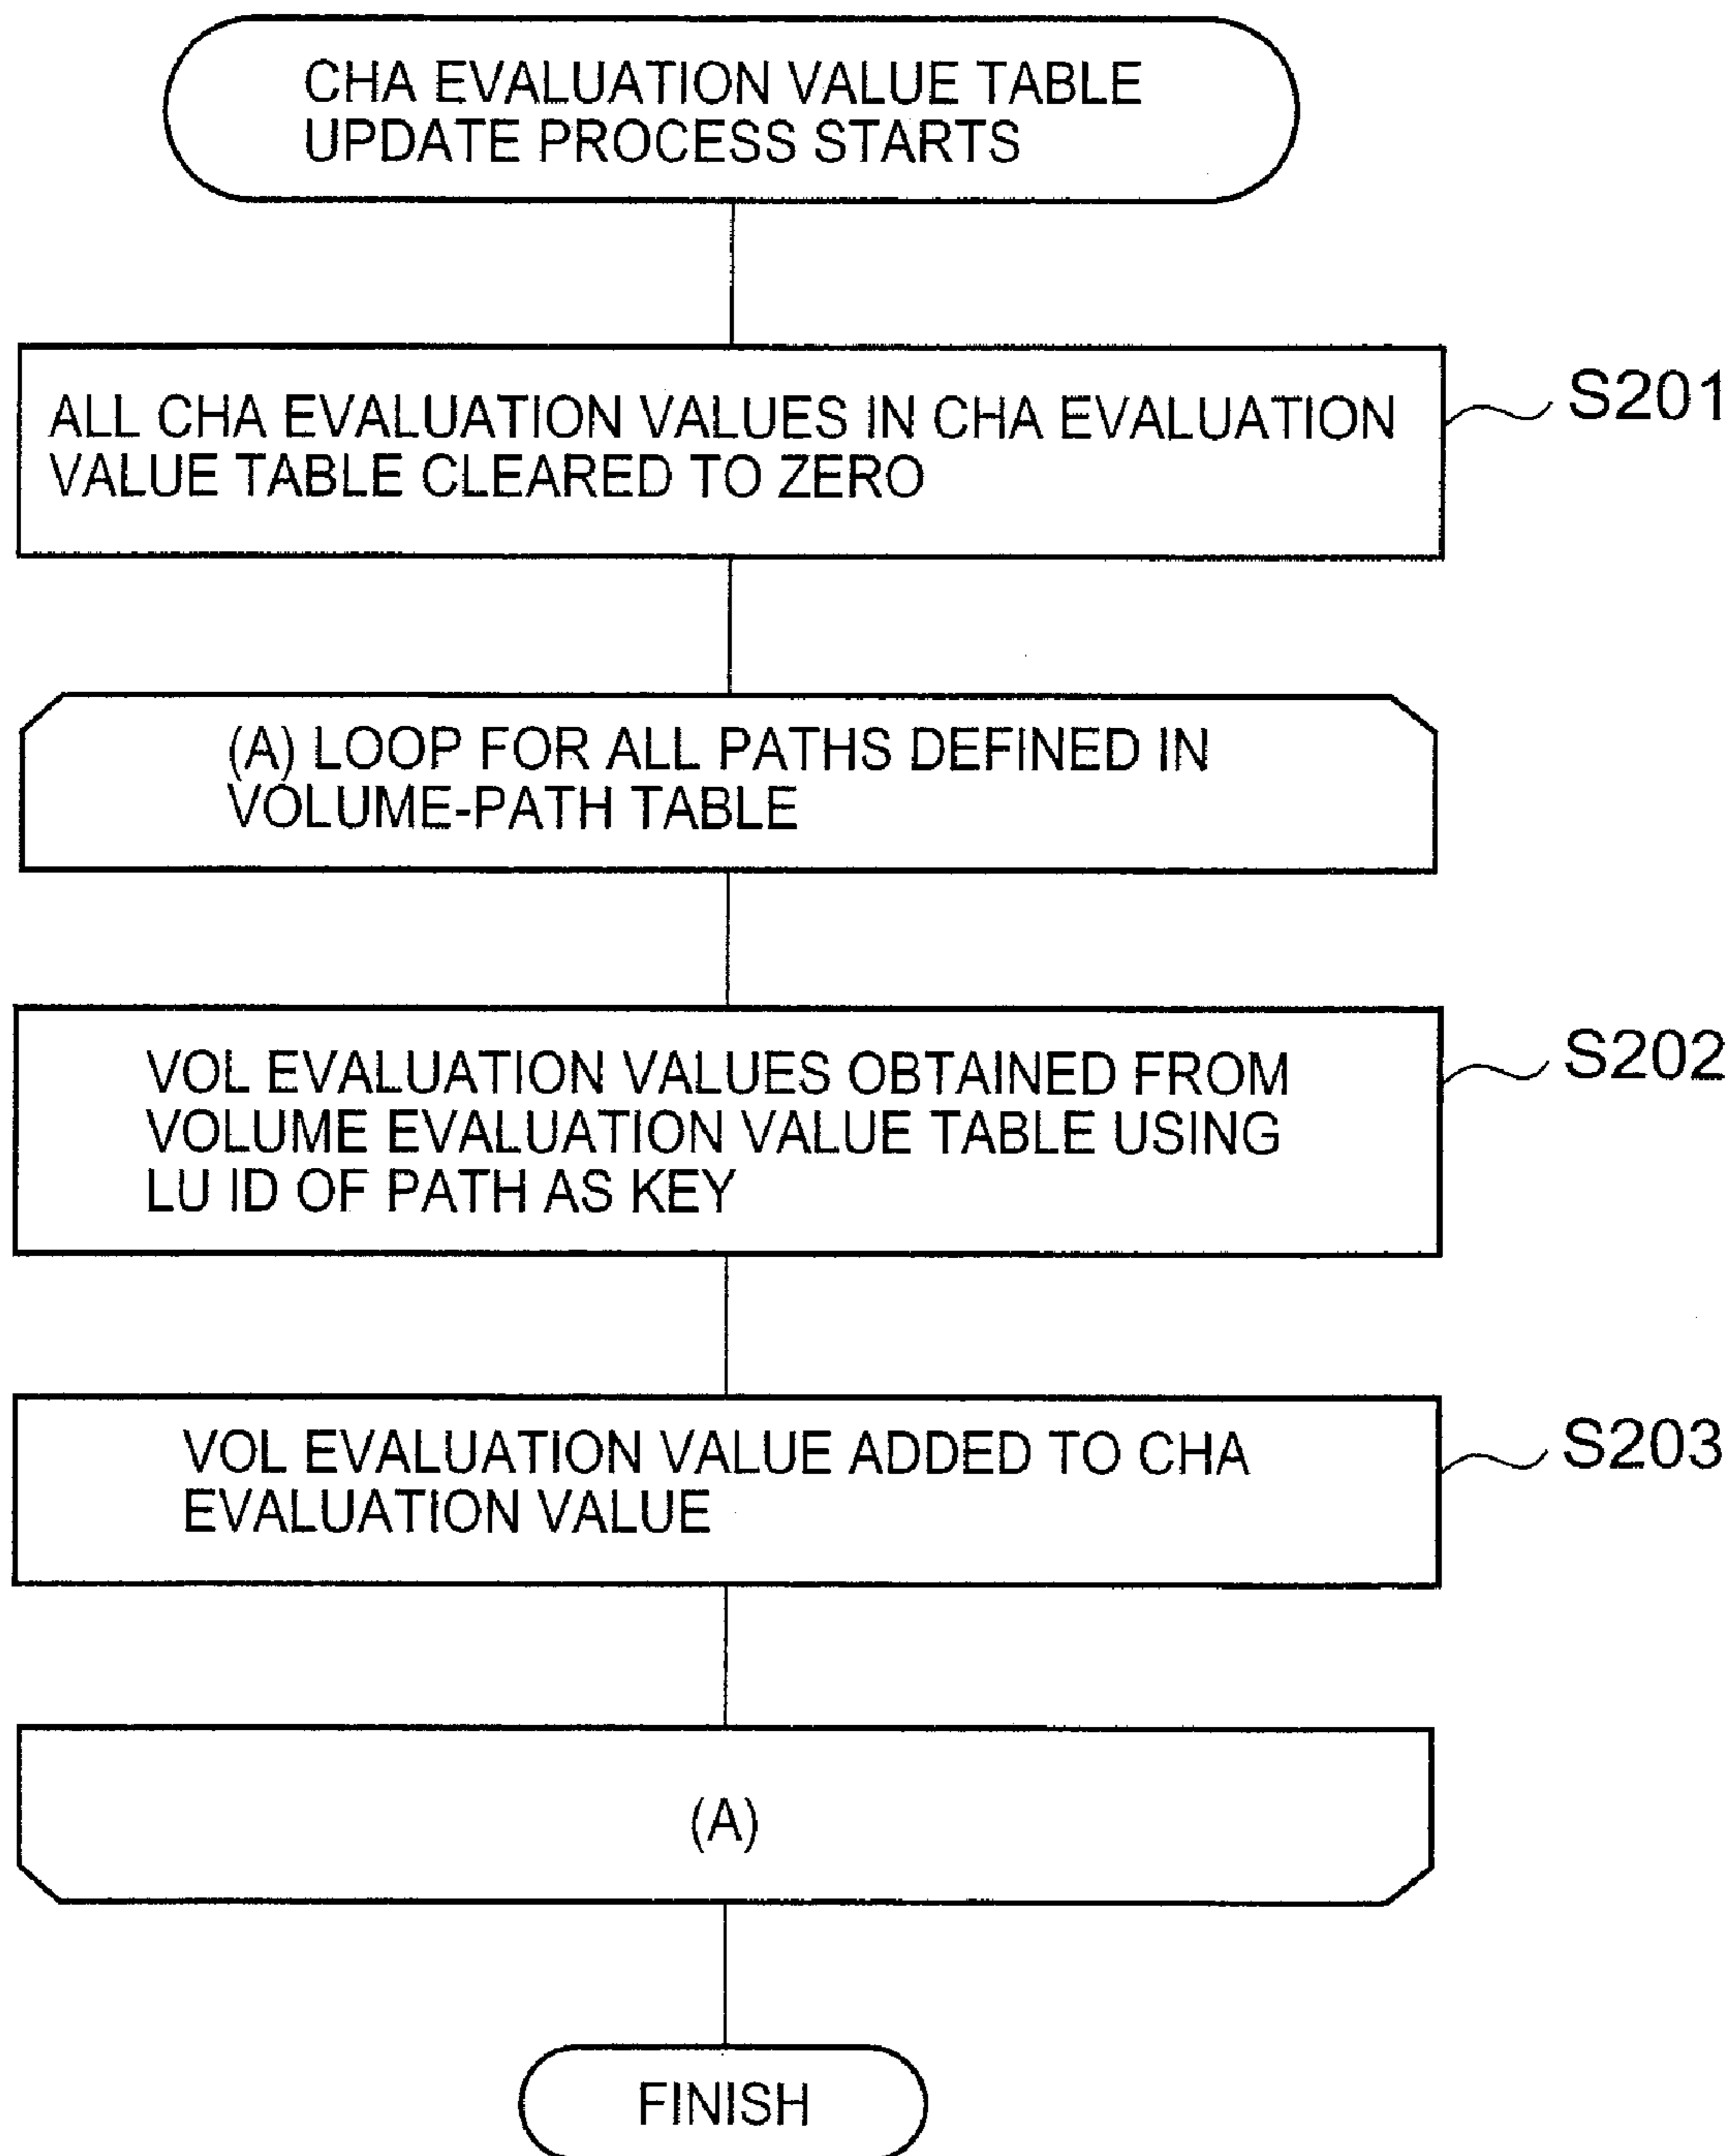 CHA EVALUATION VALUE TABLE
UPDATE PROCESS STARTS
ALL CHA EVALUATION VALUES IN CHA EVALUATION
VALUE TABLE CLEARED TO ZERO
S201
(A) LOOP FOR ALL PATHS DEFINED IN
VOLUME-PATH TABLE
VOL EVALUATION VALUES OBTAINED FROM
VOLUME EVALUATION VALUE TABLE USING
LU ID OF PATH AS KEY
S202
VOL EVALUATION VALUE ADDED TO CHA
EVALUATION VALUE
S203
(A)
FINISH